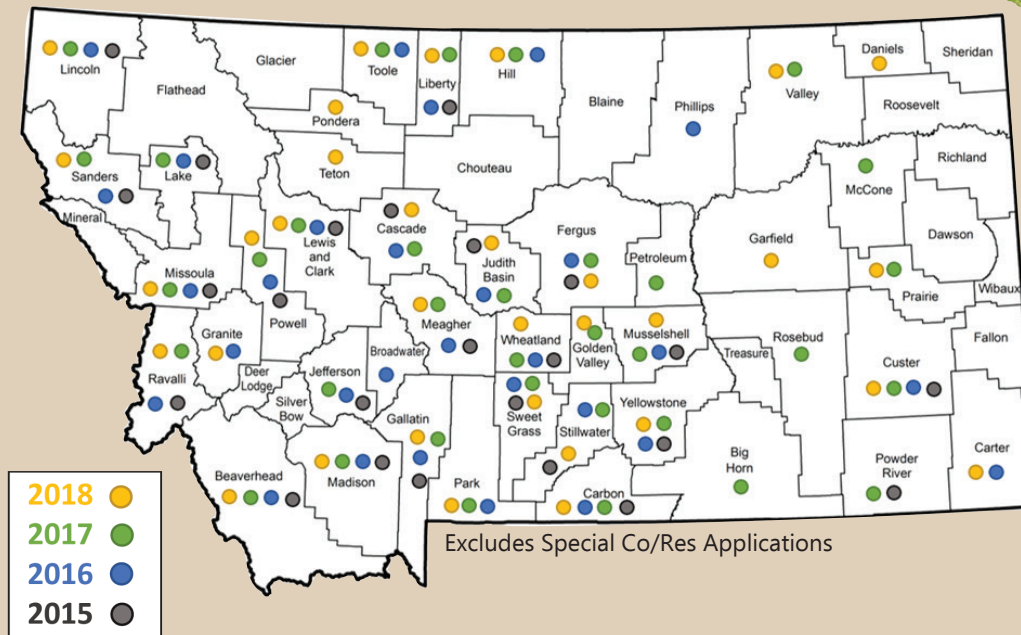 Lincoln
Flathead
Glacier
Toole
Liberty
Hill
Blaine
Phillips
Valley
Daniels
Sheridan
Roosevelt
Pondera
Teton
Chouteau
Sanders
Lake
Mineral
McCone
Richland
Dawson
Lewis
and
Clark
Cascade
Judith
Basin
Fergus
Petroleum
Garfield
Prairie
Wibaux
Missoula
Powell
Granite
Ravalli
Deer
Lodge
Silver
Bow
Jefferson
Broadwater
Meagher
Wheatland
Golden
Valley
Musselshell
Treasure
Rosebud
Custer
Fallon
Gallatin
Sweet
Grass
Stillwater
Yellowstone
Big
Horn
Powder
River
Carter
Beaverhead
Madison
Park
Carbon
Excludes Special Co/Res Applications
2018
2017
2016
2015